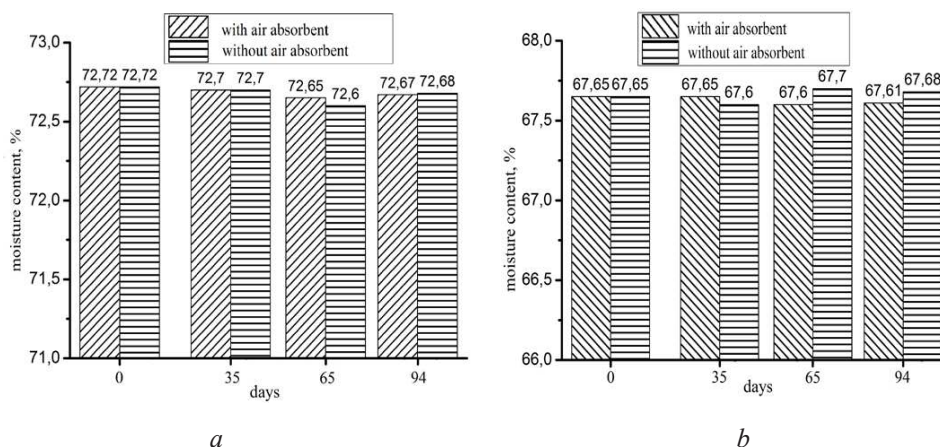 with air absorbent
without air absorbent
73,0
72,5
72,0
71,5
71,0
moisture content, %
72,72 72,72 72,7 72,7 72,65 72,6 72,67 72,68
0 35 65 94
days
a
with air absorbent
without air absorbent
68,0
67,5
67,0
66,5
66,0
moisture content, %
67,65 67,65 67,65 67,6 67,6 67,7 67,61 67,68
0 35 65 94
days
b